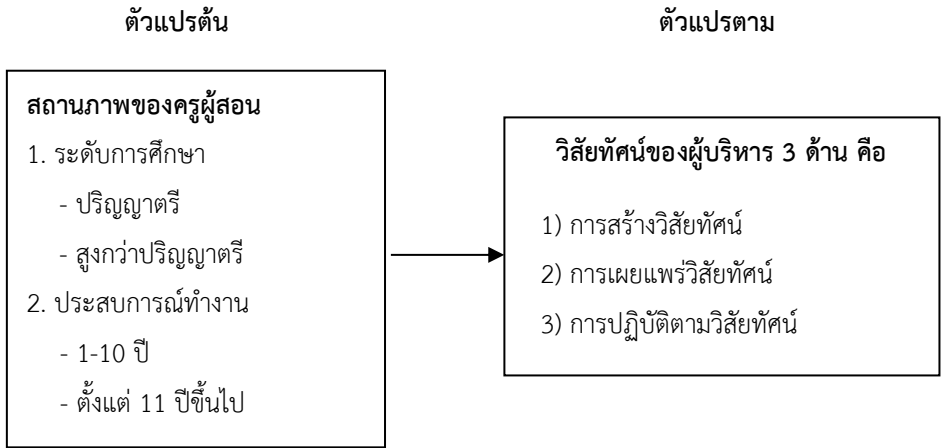 ตัวแปรต้น
ตัวแปรตาม
สถานภาพของครูผู้สอน
1. ระดับการศึกษา
- ปริญญาตรี
- สูงกว่าปริญญาตรี
2. ประสบการณ์ทำงาน
- 1-10 ปี
- ตั้งแต่ 11 ปีขึ้นไป
วิสัยทัศน์ของผู้บริหาร 3 ด้าน คือ
1) การสร้างวิสัยทัศน์
2) การเผยแพร่วิสัยทัศน์
3) การปฏิบัติตามวิสัยทัศน์